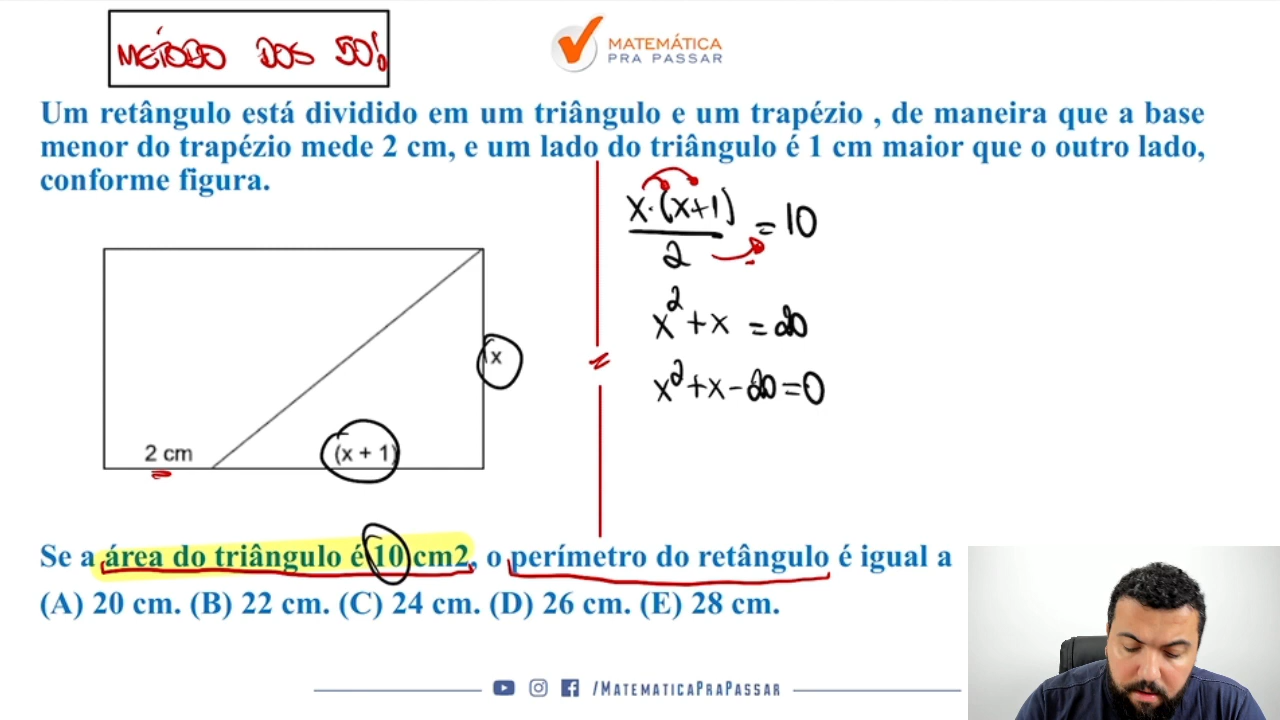 MÉTODO DOS 50!
MATEMÁTICA
PRA PASSAR
Um retângulo está dividido em um triângulo e um trapézio , de maneira que a base
menor do trapézio mede 2 cm, e um lado do triângulo é 1 cm maior que o outro lado,
conforme figura.
x·(x+1)
2
= 10
x² + x = 20
x² + x - 20 = 0
x
2 cm
(x + 1)
Se a área do triângulo é 10 cm2, o perímetro do retângulo é igual a
(A) 20 cm. (B) 22 cm. (C) 24 cm. (D) 26 cm. (E) 28 cm.
/MATEMATICAPRAPASSAR